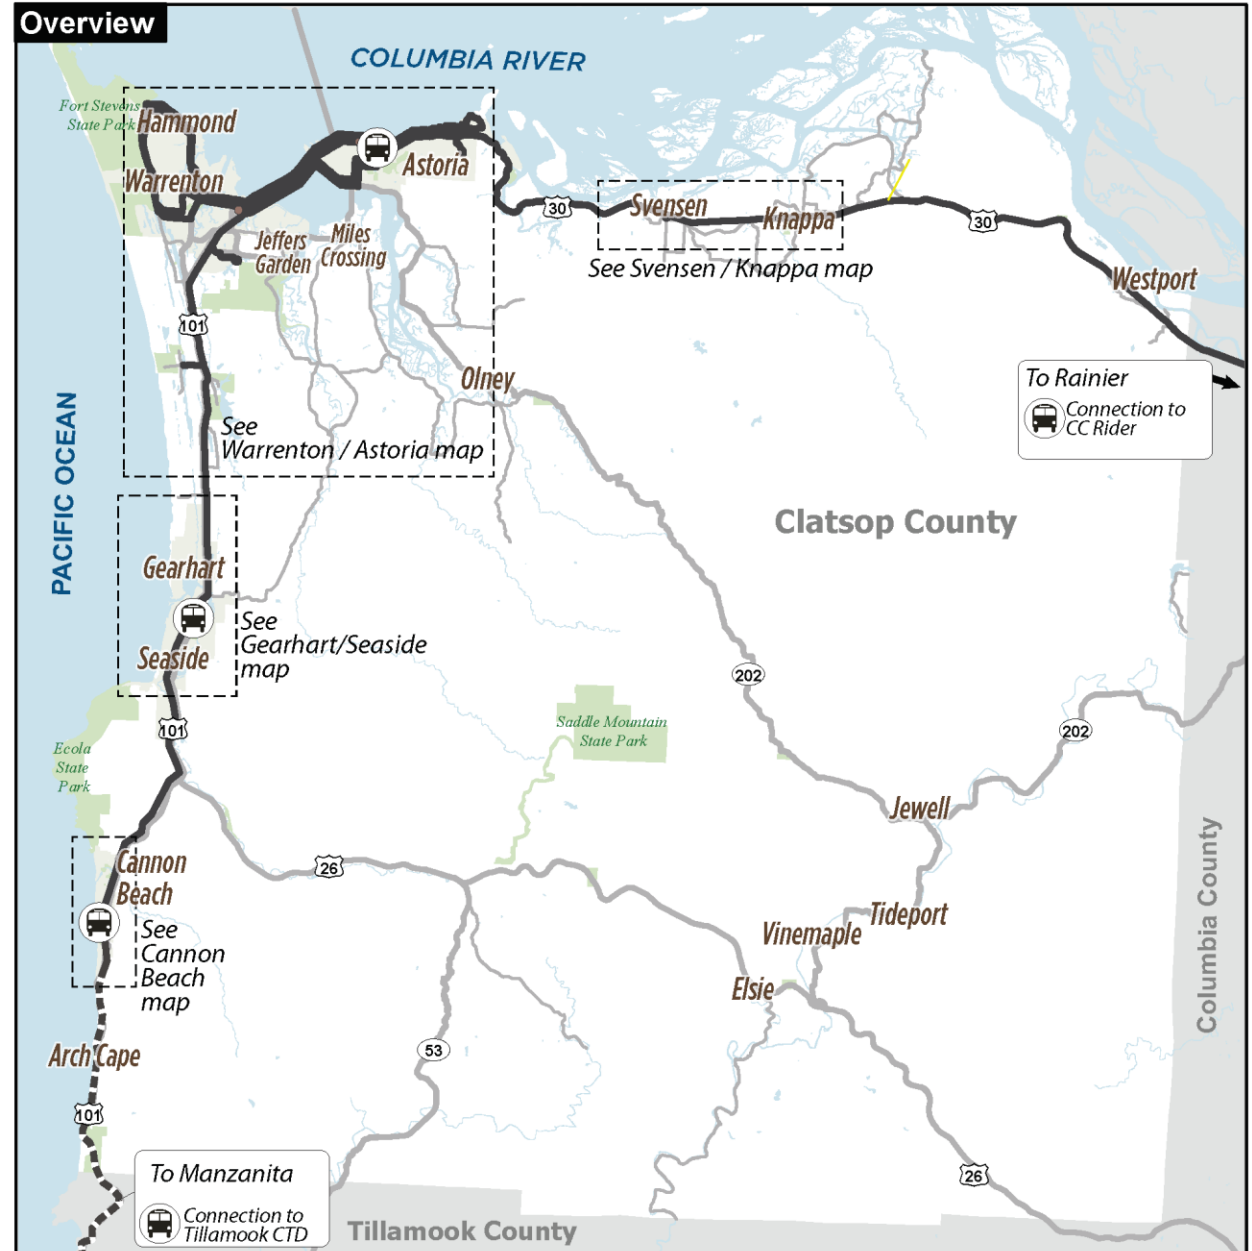 Overview
COLUMBIA RIVER
Fort Stevens
State Park
Hammond
Astoria
Warrenton
Jeffers
Garden
Miles
Crossing
30
Svensen
Knappa
See Svensen / Knappa map
30
Westport
101
Olney
To Rainier
Connection to
CC Rider
See
Warrenton / Astoria map
PACIFIC OCEAN
Clatsop County
Gearhart
See
Gearhart/Seaside
map
Seaside
202
101
Saddle Mountain
State Park
202
Ecola
State
Park
Jewell
Cannon
Beach
26
Columbia County
See
Cannon
Beach
map
Tideport
Vinemaple
Elsie
Arch Cape
53
101
To Manzanita
Connection to
Tillamook CTD
26
Tillamook County